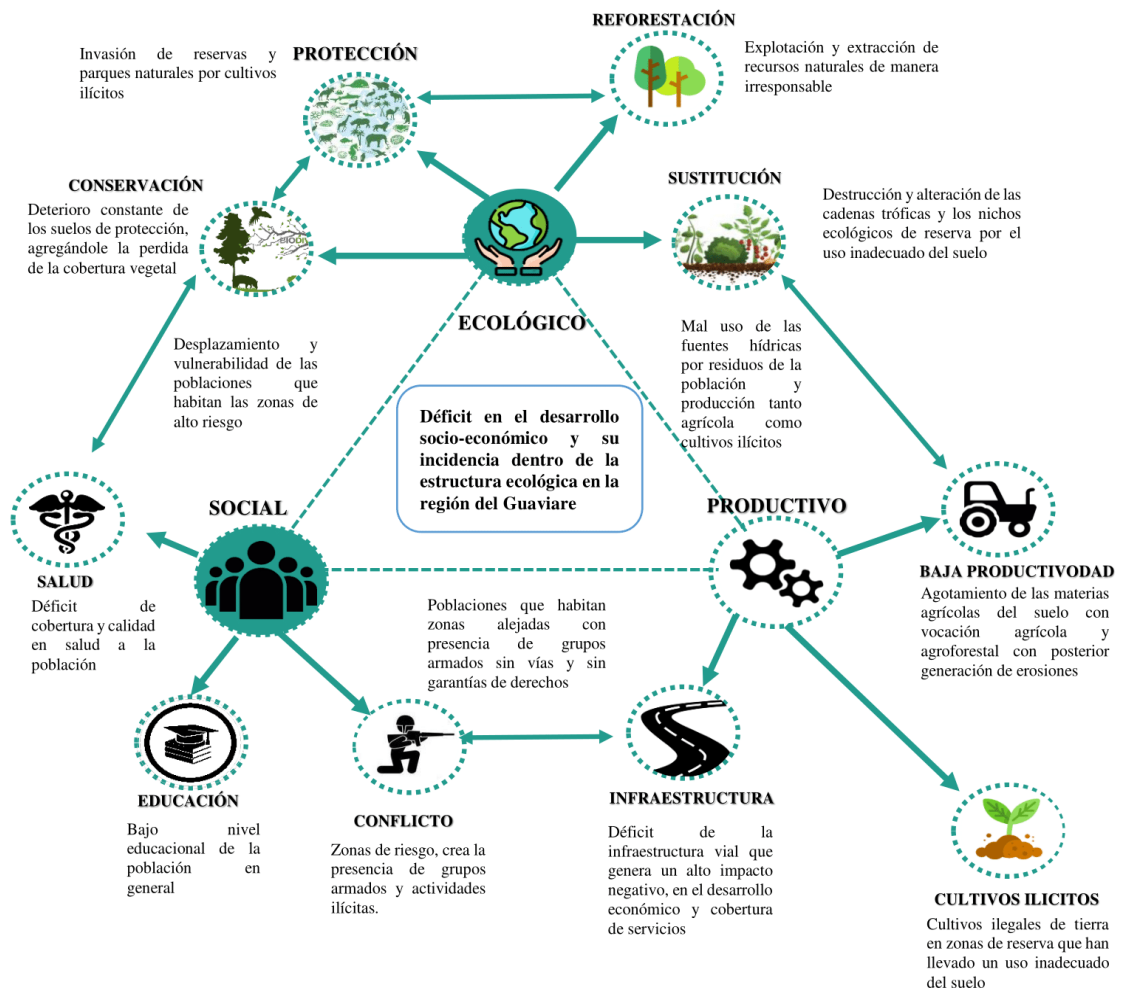 REFORESTACIÓN
Explotación y extracción de
recursos naturales de manera
irresponsable
PROTECCIÓN
Invasión de reservas y
parques naturales por cultivos
ilícitos
CONSERVACIÓN
Deterioro constante de
los suelos de protección,
agregándole la perdida
de la cobertura vegetal
BIODI
SUSTITUCIÓN
Destrucción y alteración de las
cadenas tróficas y los nichos
ecológicos de reserva por el
uso inadecuado del suelo
ECOLÓGICO
Desplazamiento y
vulnerabilidad de las
poblaciones que
habitan las zonas de
alto riesgo
Mal uso de las
fuentes hídricas
por residuos de la
población y
producción tanto
agrícola como
cultivos ilícitos
Déficit en el desarrollo
socio-económico y su
incidencia dentro de la
estructura ecológica en la
región del Guaviare
SOCIAL
PRODUCTIVO
SALUD
Déficit de
cobertura y calidad
en salud a la
población
BAJA PRODUCTIVODAD
Agotamiento de las materias
agrícolas del suelo con
vocación agrícola y
agroforestal con posterior
generación de erosiones
Poblaciones que habitan
zonas alejadas con
presencia de grupos
armados sin vías y sin
garantías de derechos
EDUCACIÓN
Bajo nivel
educacional de la
población en
general
CONFLICTO
Zonas de riesgo, crea la
presencia de grupos
armados y actividades
ilícitas.
INFRAESTRUCTURA
Déficit de la
infraestructura vial que
genera un alto impacto
negativo, en el desarrollo
económico y cobertura
de servicios
CULTIVOS ILICITOS
Cultivos ilegales de tierra
en zonas de reserva que han
llevado un uso inadecuado
del suelo